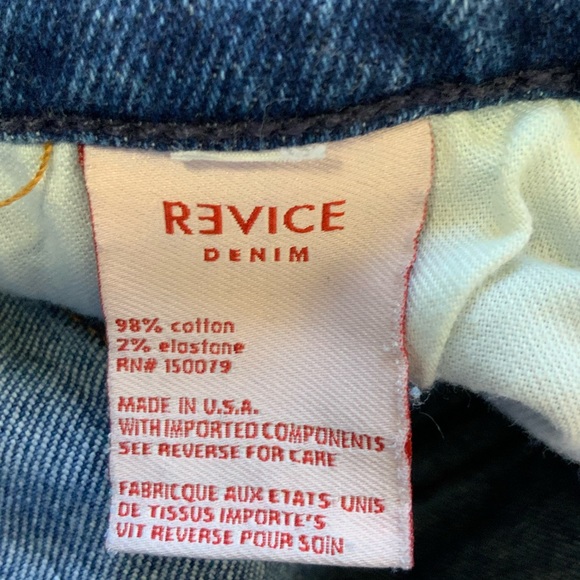 RƎVICE
DENIM
98% cotton
2% elastane
RN# 150079
MADE IN U.S.A.
WITH IMPORTED COMPONENTS
SEE REVERSE FOR CARE
FABRICQUE AUX ETATS-UNIS
DE TISSUS IMPORTE'S
VIT REVERSE POUR SOIN